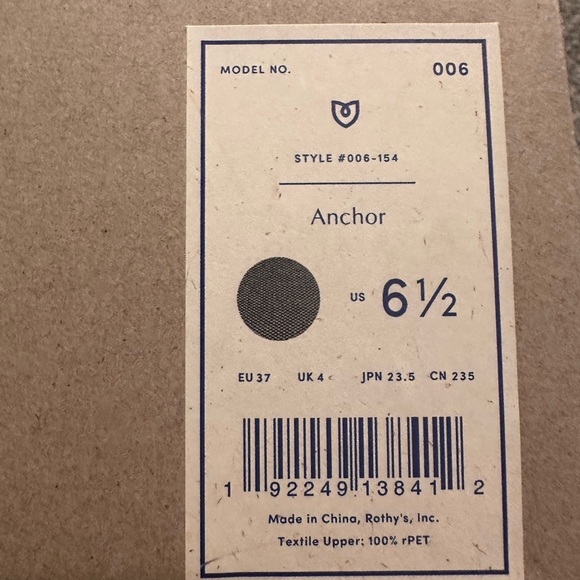 MODEL NO. 006
STYLE #006-154
Anchor
US 6½
EU 37 UK 4 JPN 23.5 CN 235
1 92249 13841 2
Made in China, Rothy's, Inc.
Textile Upper: 100% rPET